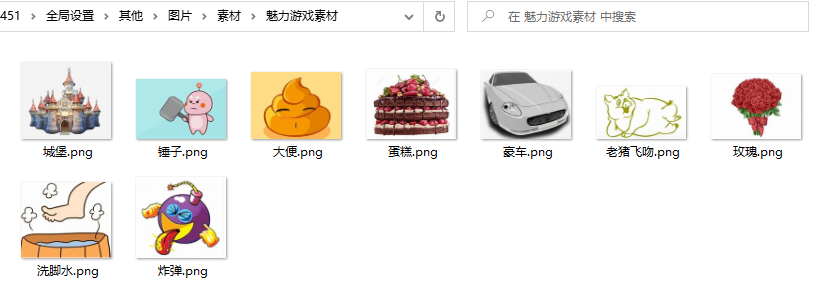 451 > 全局设置 > 其他 > 图片 > 素材 > 魅力游戏素材
在 魅力游戏素材 中搜索
城堡.png
锤子.png
大便.png
蛋糕.png
豪车.png
老猪飞吻.png
玫瑰.png
洗脚水.png
炸弹.png